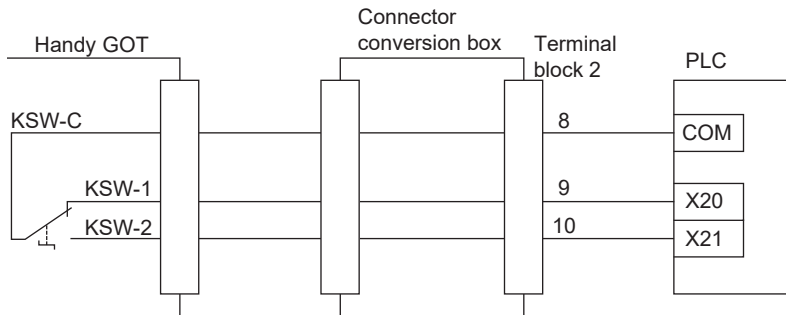 Connector
conversion box
Handy GOT
Terminal
block 2
PLC
KSW-C
8
COM
KSW-1
9
X20
KSW-2
10
X21